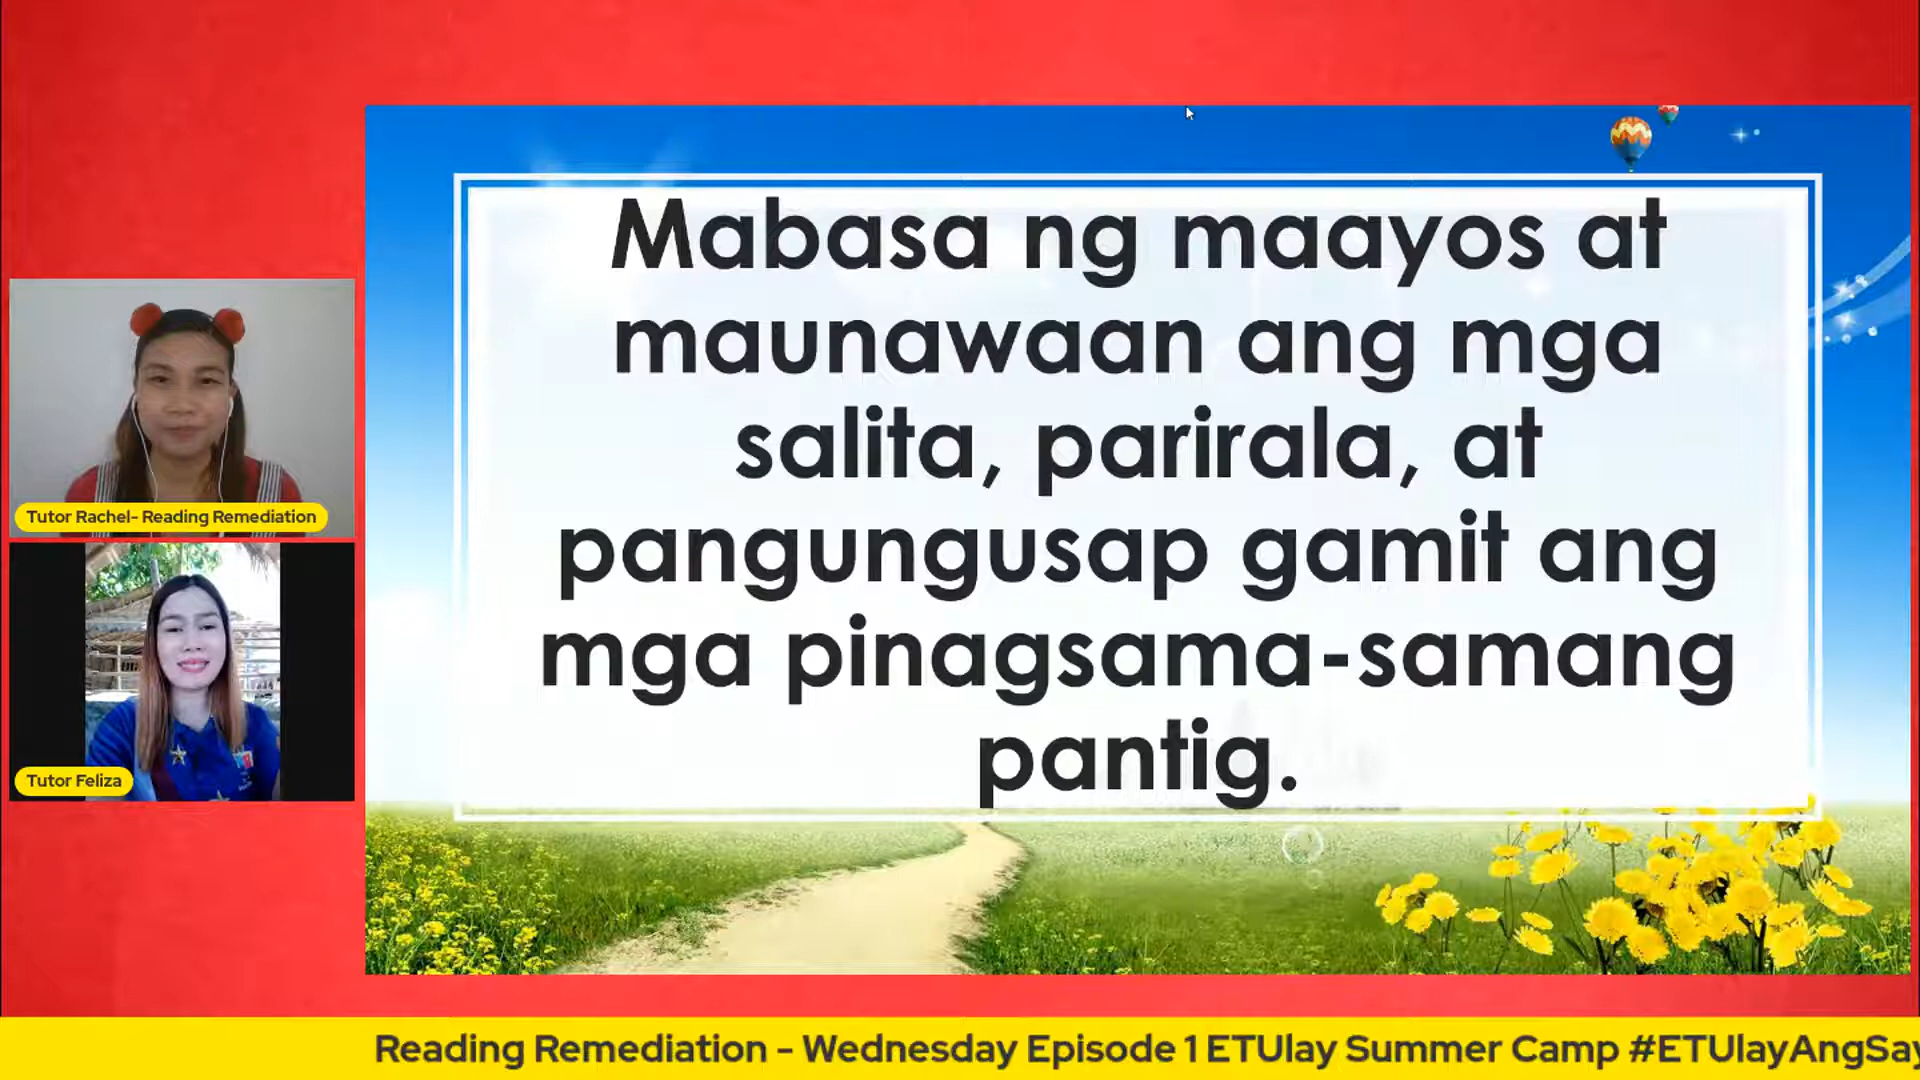 Mabasa ng maayos at
maunawaan ang mga
salita, parirala, at
pangungusap gamit ang
mga pinagsama-samang
pantig.
Tutor Rachel- Reading Remediation
Tutor Feliza
Reading Remediation - Wednesday Episode 1 ETUlay Summer Camp #ETUlayAngSay